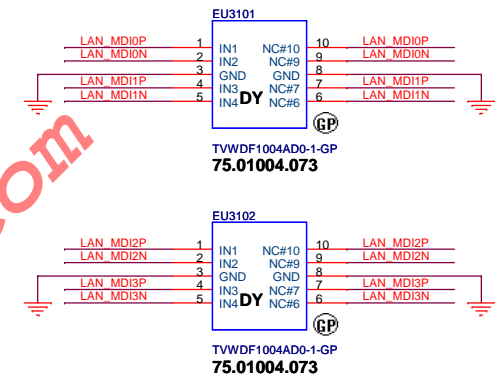 EU3101
LAN_MDI0P 1 IN1 NC#10 10 LAN_MDI0P
LAN_MDI0N 2 IN2 NC#9 9 LAN_MDI0N
3 GND GND 8
LAN_MDI1P 4 IN3 NC#7 7 LAN_MDI1P
LAN_MDI1N 5 IN4 DY NC#6 6 LAN_MDI1N
GP
TVWDF1004AD0-1-GP
75.01004.073
EU3102
LAN_MDI2P 1 IN1 NC#10 10 LAN_MDI2P
LAN_MDI2N 2 IN2 NC#9 9 LAN_MDI2N
3 GND GND 8
LAN_MDI3P 4 IN3 NC#7 7 LAN_MDI3P
LAN_MDI3N 5 IN4 DY NC#6 6 LAN_MDI3N
GP
TVWDF1004AD0-1-GP
75.01004.073
com